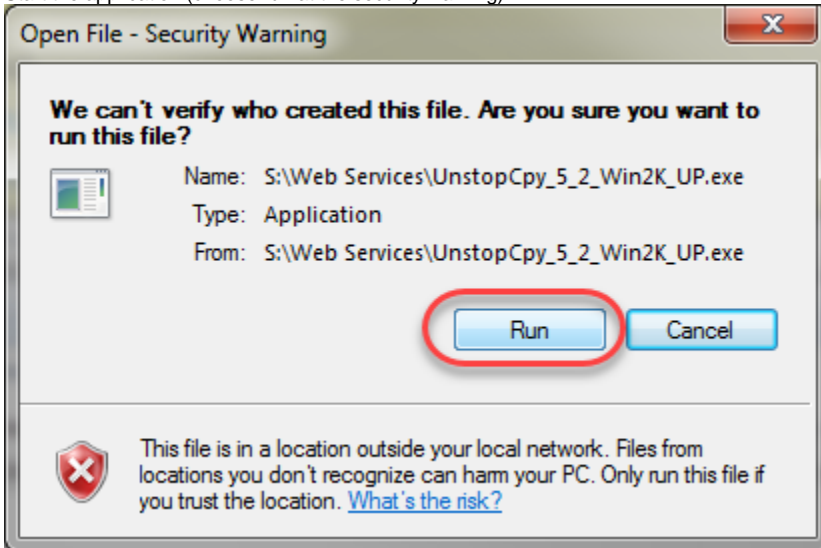 Open File - Security Warning
We can't verify who created this file. Are you sure you want to
run this file?
Name: S:\Web Services\UnstopCpy_5_2_Win2K_UP.exe
Type: Application
From: S:\Web Services\UnstopCpy_5_2_Win2K_UP.exe
Run Cancel
This file is in a location outside your local network. Files from
locations you don't recognize can harm your PC. Only run this file if
you trust the location. What's the risk?